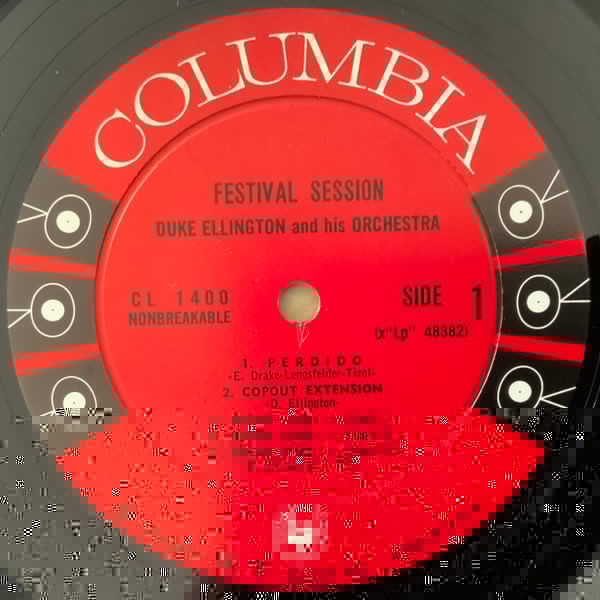 COLUMBIA
FESTIVAL SESSION
DUKE ELLINGTON and his ORCHESTRA
CL 1400
NONBREAKABLE
SIDE 1
(x"Lp" 48382)
1. PERDIDO
-E. Drake-Lengsfelder-Tizol-
2. COPOUT EXTENSION
-D. Ellington-